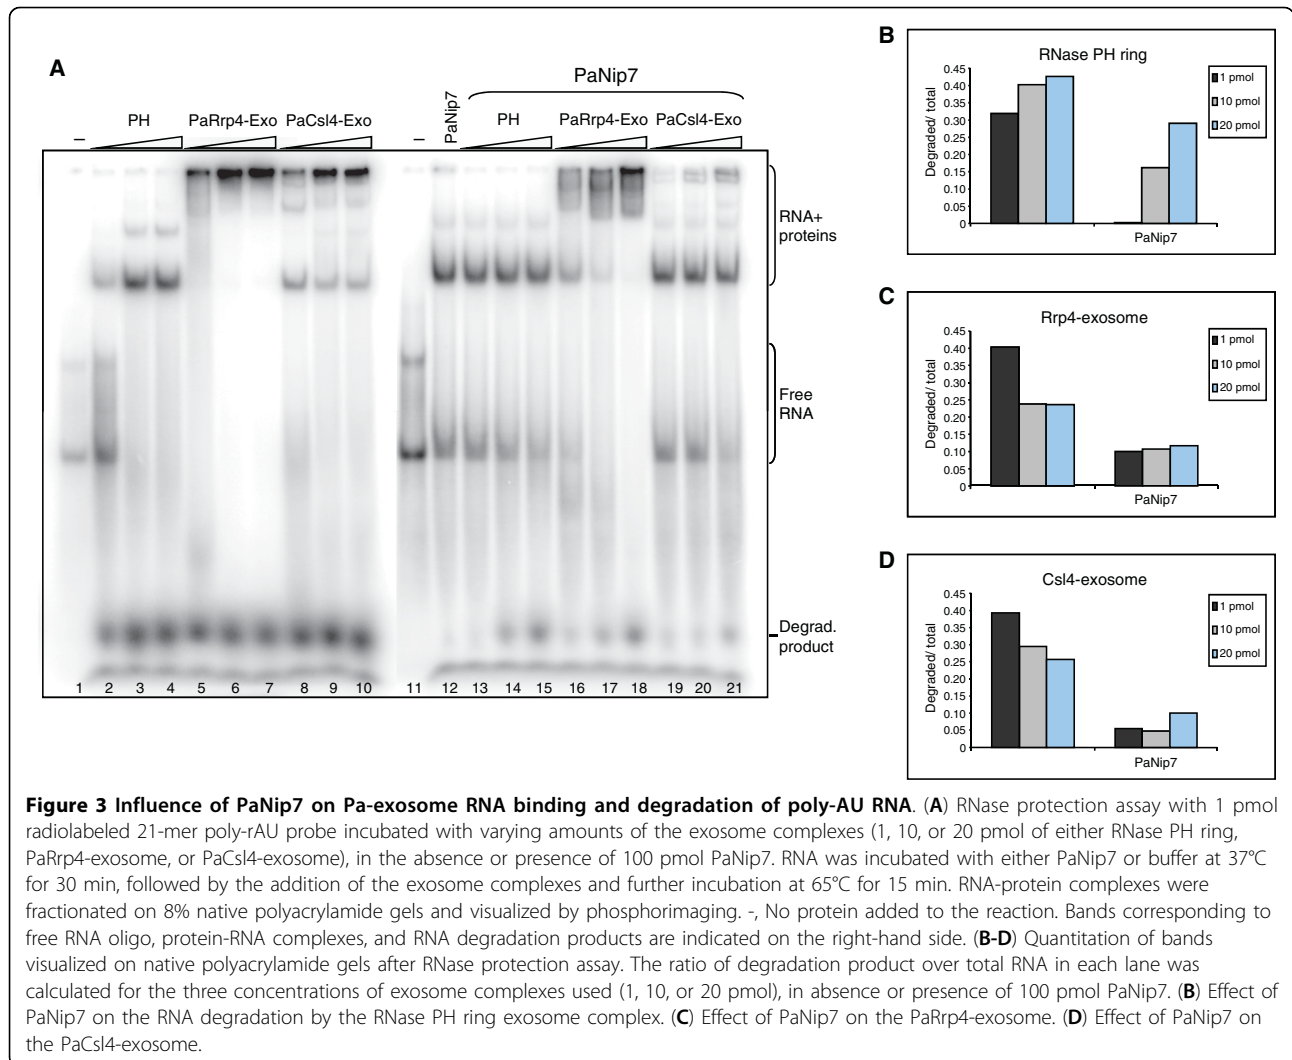 A
PaNip7
– PH PaRrp4-Exo PaCsl4-Exo – PaNip7 PH PaRrp4-Exo PaCsl4-Exo
RNA+
proteins
Free
RNA
Degrad.
product
1 2 3 4 5 6 7 8 9 10 11 12 13 14 15 16 17 18 19 20 21
B
RNase PH ring
Degraded/ total
0.45
0.40
0.35
0.30
0.25
0.20
0.15
0.10
0.05
0
PaNip7
1 pmol
10 pmol
20 pmol
C
Rrp4-exosome
Degraded/ total
0.45
0.40
0.35
0.30
0.25
0.20
0.15
0.10
0.05
0
PaNip7
1 pmol
10 pmol
20 pmol
D
Csl4-exosome
Degraded/ total
0.45
0.40
0.35
0.30
0.25
0.20
0.15
0.10
0.05
0
PaNip7
1 pmol
10 pmol
20 pmol
Figure 3 Influence of PaNip7 on Pa-exosome RNA binding and degradation of poly-AU RNA. (A) RNase protection assay with 1 pmol
radiolabeled 21-mer poly-rAU probe incubated with varying amounts of the exosome complexes (1, 10, or 20 pmol of either RNase PH ring,
PaRrp4-exosome, or PaCsl4-exosome), in the absence or presence of 100 pmol PaNip7. RNA was incubated with either PaNip7 or buffer at 37°C
for 30 min, followed by the addition of the exosome complexes and further incubation at 65°C for 15 min. RNA-protein complexes were
fractionated on 8% native polyacrylamide gels and visualized by phosphorimaging. -, No protein added to the reaction. Bands corresponding to
free RNA oligo, protein-RNA complexes, and RNA degradation products are indicated on the right-hand side. (B-D) Quantitation of bands
visualized on native polyacrylamide gels after RNase protection assay. The ratio of degradation product over total RNA in each lane was
calculated for the three concentrations of exosome complexes used (1, 10, or 20 pmol), in absence or presence of 100 pmol PaNip7. (B) Effect of
PaNip7 on the RNA degradation by the RNase PH ring exosome complex. (C) Effect of PaNip7 on the PaRrp4-exosome. (D) Effect of PaNip7 on
the PaCsl4-exosome.